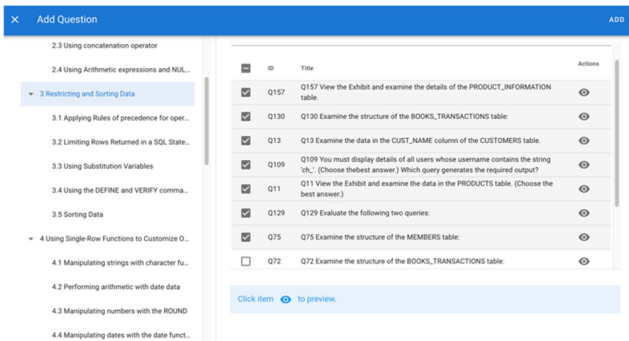 Add Question
ADD
2.3 Using concatenation operator
2.4 Using Arithmetic expressions and NUL...
3 Restricting and Sorting Data
3.1 Applying Rules of precedence for oper...
3.2 Limiting Rows Returned in a SQL State...
3.3 Using Substitution Variables
3.4 Using the DEFINE and VERIFY comma...
3.5 Sorting Data
4 Using Single-Row Functions to Customize O...
4.1 Manipulating strings with character fu...
4.2 Performing arithmetic with date data
4.3 Manipulating numbers with the ROUND
4.4 Manipulating dates with the date funct...
ID Title Actions
Q157 Q157 View the Exhibit and examine the details of the PRODUCT_INFORMATION
table.
Q130 Q130 Examine the structure of the BOOKS_TRANSACTIONS table:
Q13 Q13 Examine the data in the CUST_NAME column of the CUSTOMERS table.
Q109 Q109 You must display details of all users whose username contains the string
'ch_'. (Choose thebest answer.) Which query generates the required output?
Q11 Q11 View the Exhibit and examine the data in the PRODUCTS table. (Choose the
best answer.)
Q129 Q129 Evaluate the following two queries:
Q75 Q75 Examine the structure of the MEMBERS table:
Q72 Q72 Examine the structure of the BOOKS_TRANSACTIONS table:
Click item to preview.